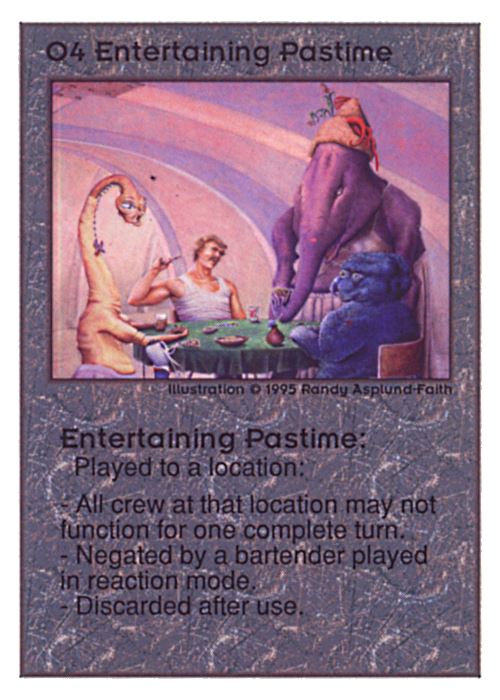 04 Entertaining Pastime
Illustration © 1995 Randy Asplund-Faith
Entertaining Pastime:
Played to a location:
- All crew at that location may not
function for one complete turn.
- Negated by a bartender played
in reaction mode.
- Discarded after use.